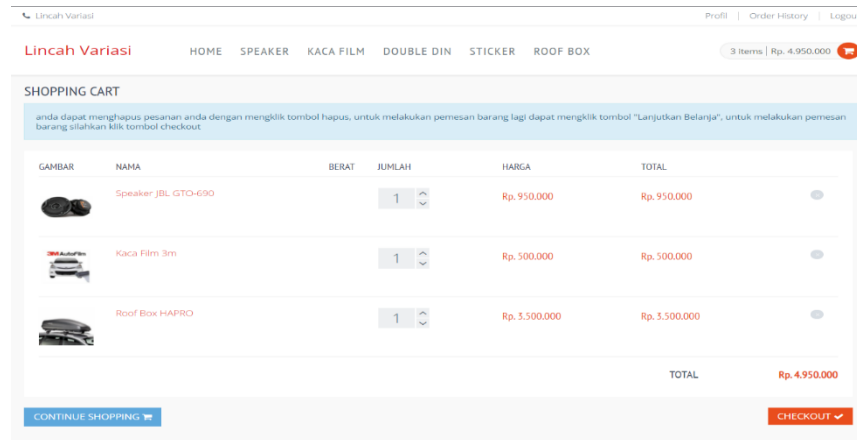 Lincah Variasi
Profil | Order History | Logou
Lincah Variasi HOME SPEAKER KACA FILM DOUBLE DIN STICKER ROOF BOX 3 Items | Rp. 4.950.000
SHOPPING CART
anda dapat menghapus pesanan anda dengan mengklik tombol hapus, untuk melakukan pemesan barang lagi dapat mengklik tombol "Lanjutkan Belanja", untuk melakukan pemesan
barang silahkan klik tombol checkout
GAMBAR NAMA BERAT JUMLAH HARGA TOTAL
Speaker JBL GTO-690 1 Rp. 950.000 Rp. 950.000
3M AutoFilm
Kaca Film 3m 1 Rp. 500.000 Rp. 500.000
Roof Box HAPRO 1 Rp. 3.500.000 Rp. 3.500.000
TOTAL Rp. 4.950.000
CONTINUE SHOPPING CHECKOUT